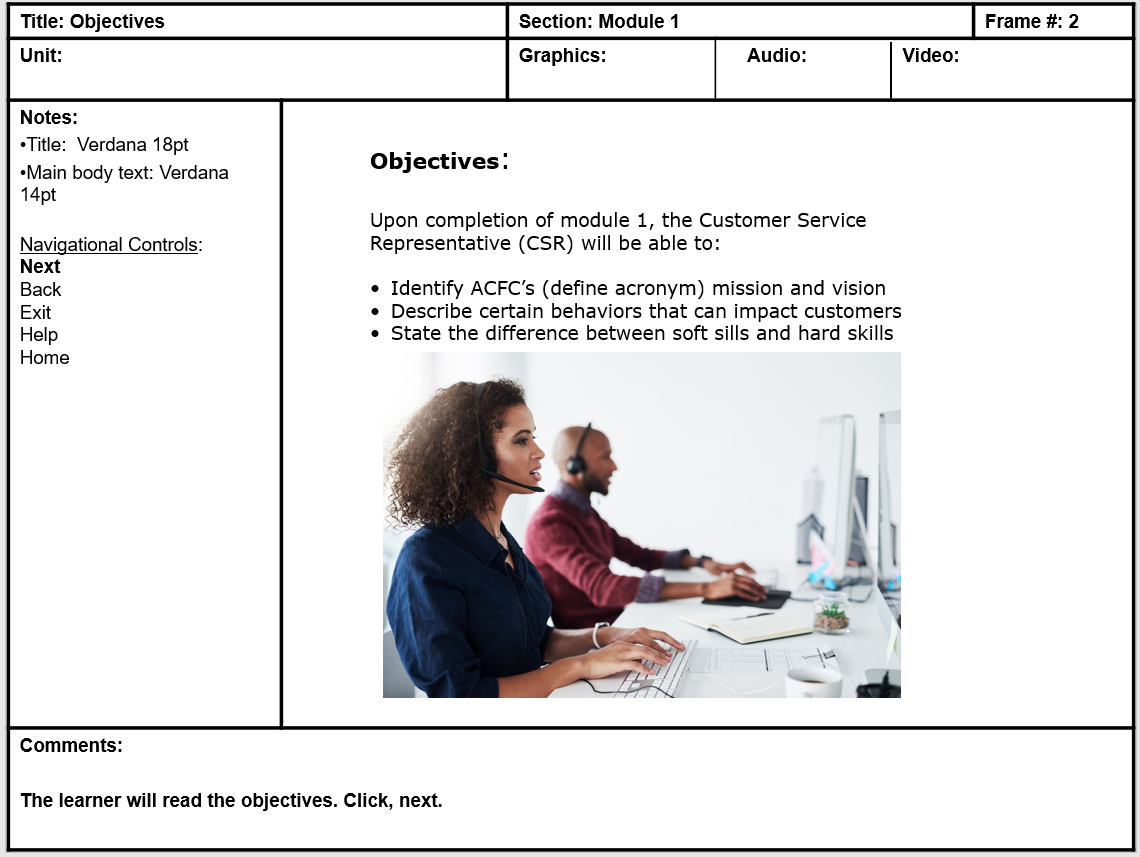 Title: Objectives
Section: Module 1
Frame #: 2
Unit:
Graphics:
Audio:
Video:
Notes:
•Title:  Verdana 18pt
•Main body text: Verdana
14pt
Navigational Controls:
Next
Back
Exit
Help
Home
Objectives:
Upon completion of module 1, the Customer Service
Representative (CSR) will be able to:
• Identify ACFC’s (define acronym) mission and vision
• Describe certain behaviors that can impact customers
• State the difference between soft sills and hard skills
Comments:
The learner will read the objectives. Click, next.